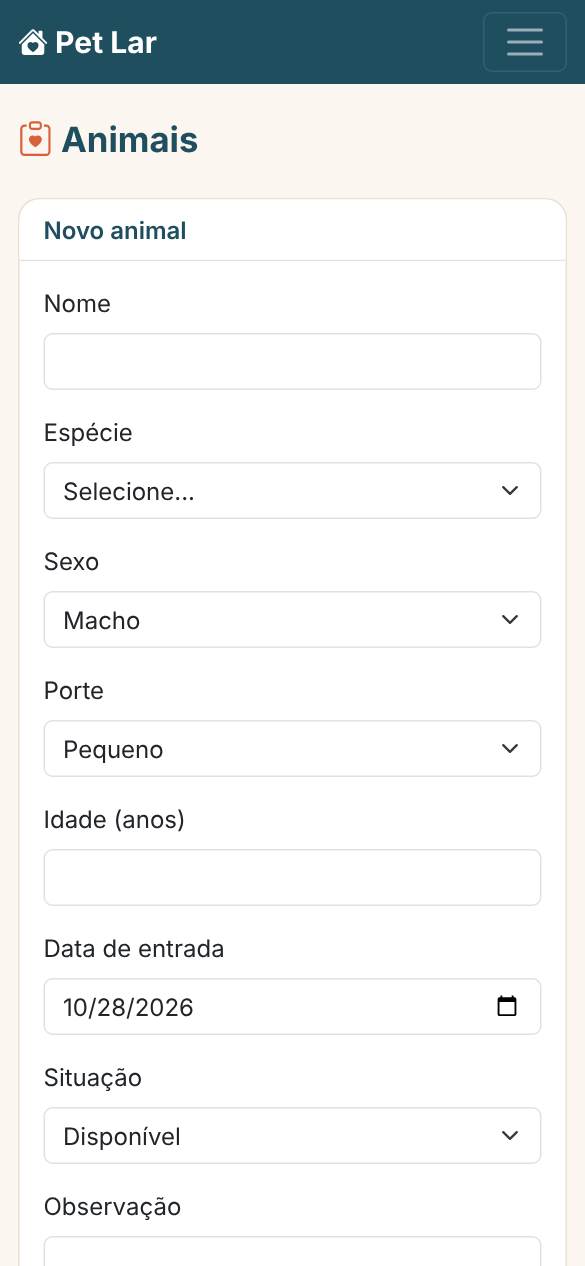 Pet Lar
Animais
Novo animal
Nome
Espécie
Selecione...
Sexo
Macho
Porte
Pequeno
Idade (anos)
Data de entrada
10/28/2026
Situação
Disponível
Observação